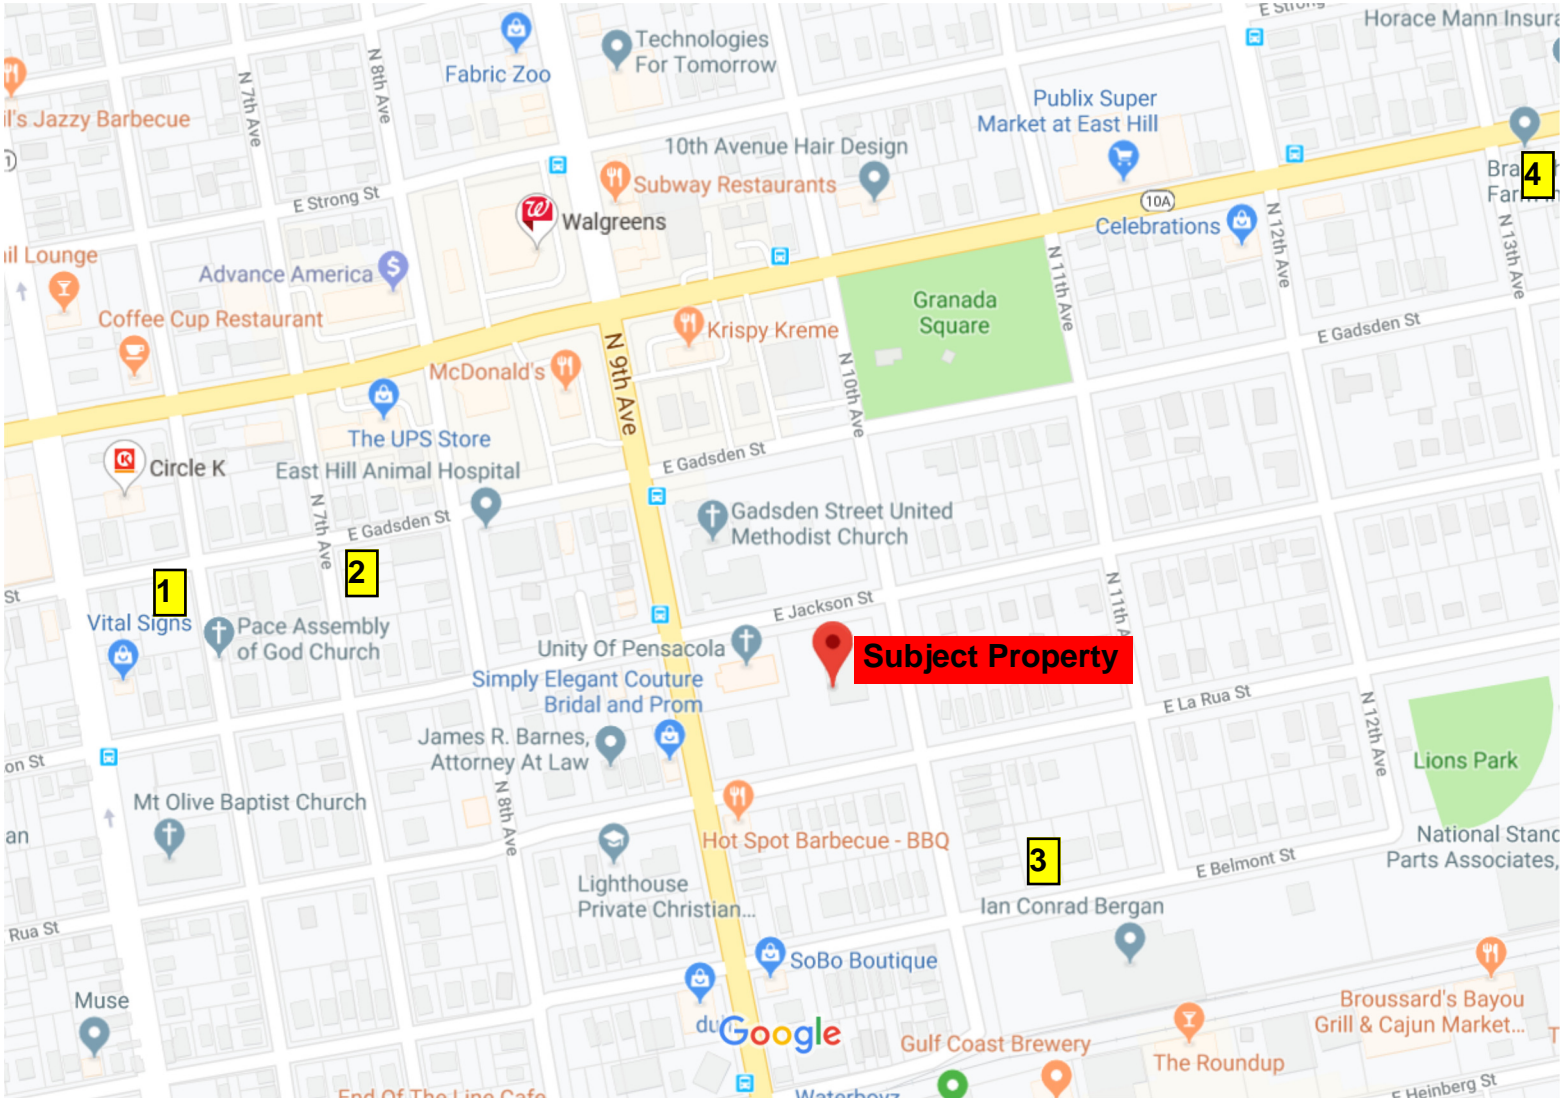 E Strong
Horace Mann Insura
Technologies
For Tomorrow
Fabric Zoo
N 8th Ave
N 7th Ave
il's Jazzy Barbecue
Publix Super
Market at East Hill
10th Avenue Hair Design
Subway Restaurants
E Strong St
Walgreens
10A
Celebrations
4
N 12th Ave
N 13th Ave
N 11th Ave
il Lounge
Advance America
Coffee Cup Restaurant
Granada
Square
E Gadsden St
Krispy Kreme
N 9th Ave
McDonald's
N 10th Ave
The UPS Store
Circle K
East Hill Animal Hospital
E Gadsden St
N 7th Ave
E Gadsden St
Gadsden Street United
Methodist Church
1
2
St
Vital Signs
Pace Assembly
of God Church
E Jackson St
N 11th A
Unity Of Pensacola
Subject Property
Simply Elegant Couture
Bridal and Prom
E La Rua St
N 12th Ave
James R. Barnes,
Attorney At Law
on St
Lions Park
N 8th Ave
Mt Olive Baptist Church
an
Hot Spot Barbecue - BBQ
3
E Belmont St
National Stand
Parts Associates,
Lighthouse
Private Christian...
Ian Conrad Bergan
Rua St
SoBo Boutique
Muse
Google
Broussard's Bayou
Grill & Cajun Market...
Gulf Coast Brewery
The Roundup
E Heinberg St
End Of The Line Cafe
Waterboyz